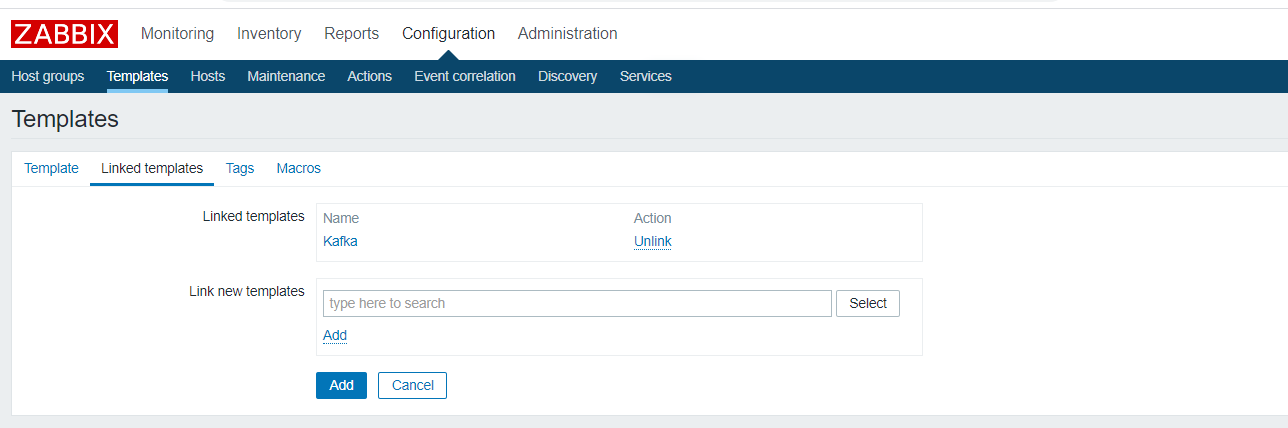 ZABBIX Monitoring Inventory Reports Configuration Administration
Host groups Templates Hosts Maintenance Actions Event correlation Discovery Services
Templates
Template Linked templates Tags Macros
Linked templates Name Action
Kafka Unlink
Link new templates
type here to search Select
Add
Add Cancel